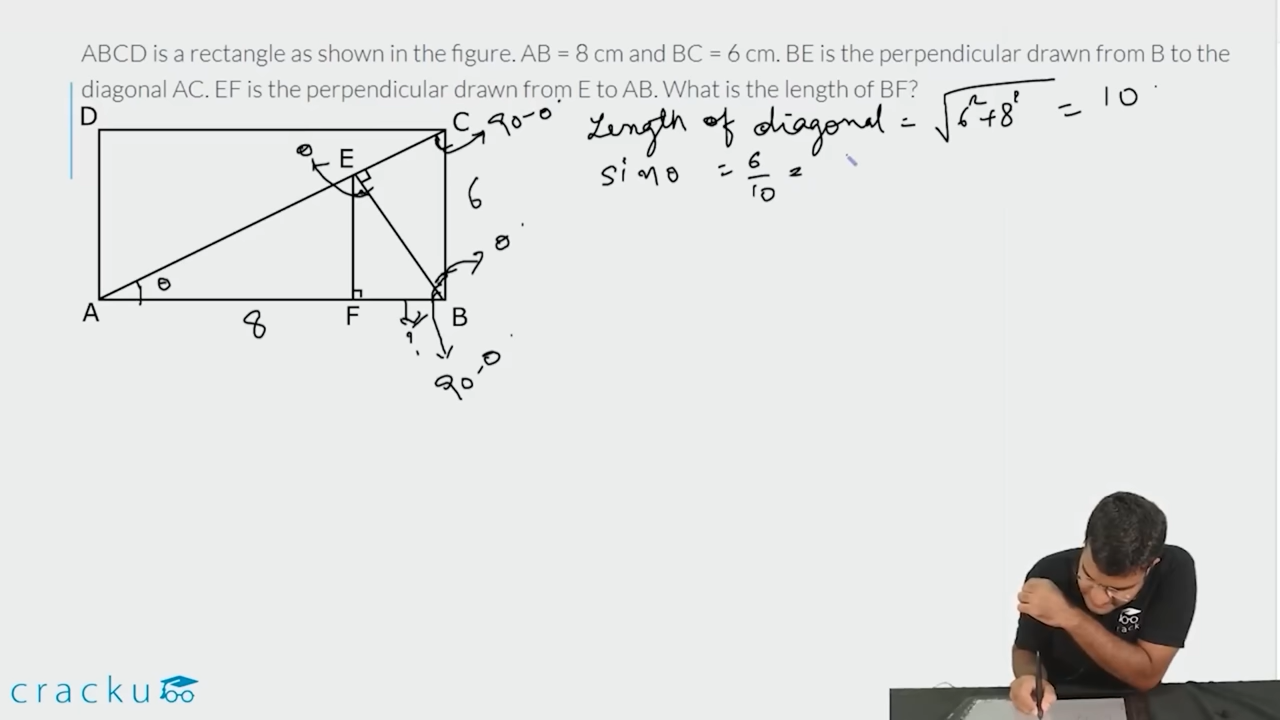 ABCD is a rectangle as shown in the figure. AB = 8 cm and BC = 6 cm. BE is the perpendicular drawn from B to the
diagonal AC. EF is the perpendicular drawn from E to AB. What is the length of BF?
D
C
90-θ
Length of diagonal = √6²+8² = 10
θ
E
sinθ = 6/10 =
6
θ
θ
A
8
F
?
B
90-θ
cracku